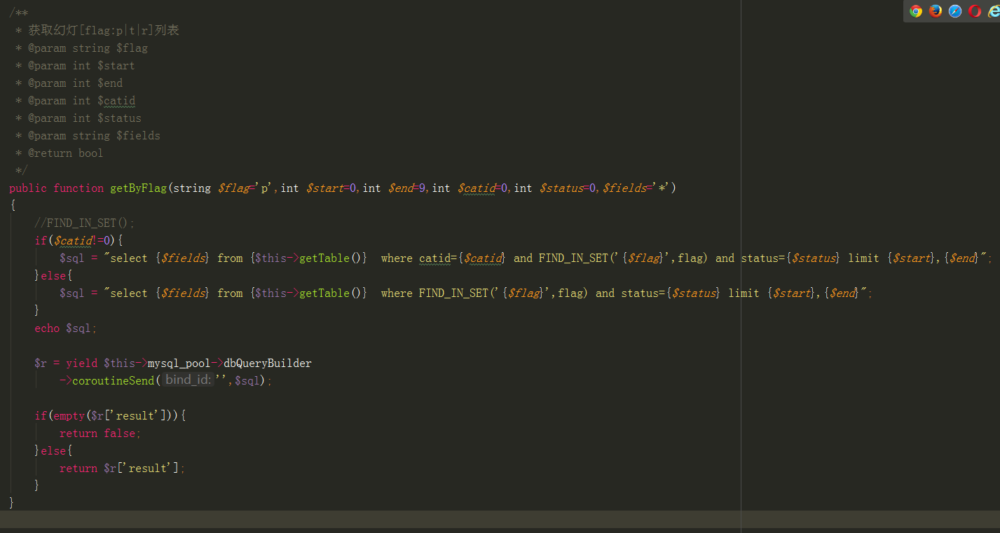 /**
 * 获取幻灯[flag:p|t|r]列表
 * @param string $flag
 * @param int $start
 * @param int $end
 * @param int $catid
 * @param int $status
 * @param string $fields
 * @return bool
 */
public function getByFlag(string $flag='p',int $start=0,int $end=9,int $catid=0,int $status=0,$fields='*')
{
    //FIND_IN_SET();
    if($catid!=0){
        $sql = "select {$fields} from {$this->getTable()}  where catid={$catid} and FIND_IN_SET('{$flag}',flag) and status={$status} limit {$start},{$end}";
    }else{
        $sql = "select {$fields} from {$this->getTable()}  where FIND_IN_SET('{$flag}',flag) and status={$status} limit {$start},{$end}";
    }
    echo $sql;
    $r = yield $this->mysql_pool->dbQueryBuilder
        ->coroutineSend( bind_id: '',$sql);
    if(empty($r['result'])){
        return false;
    }else{
        return $r['result'];
    }
}